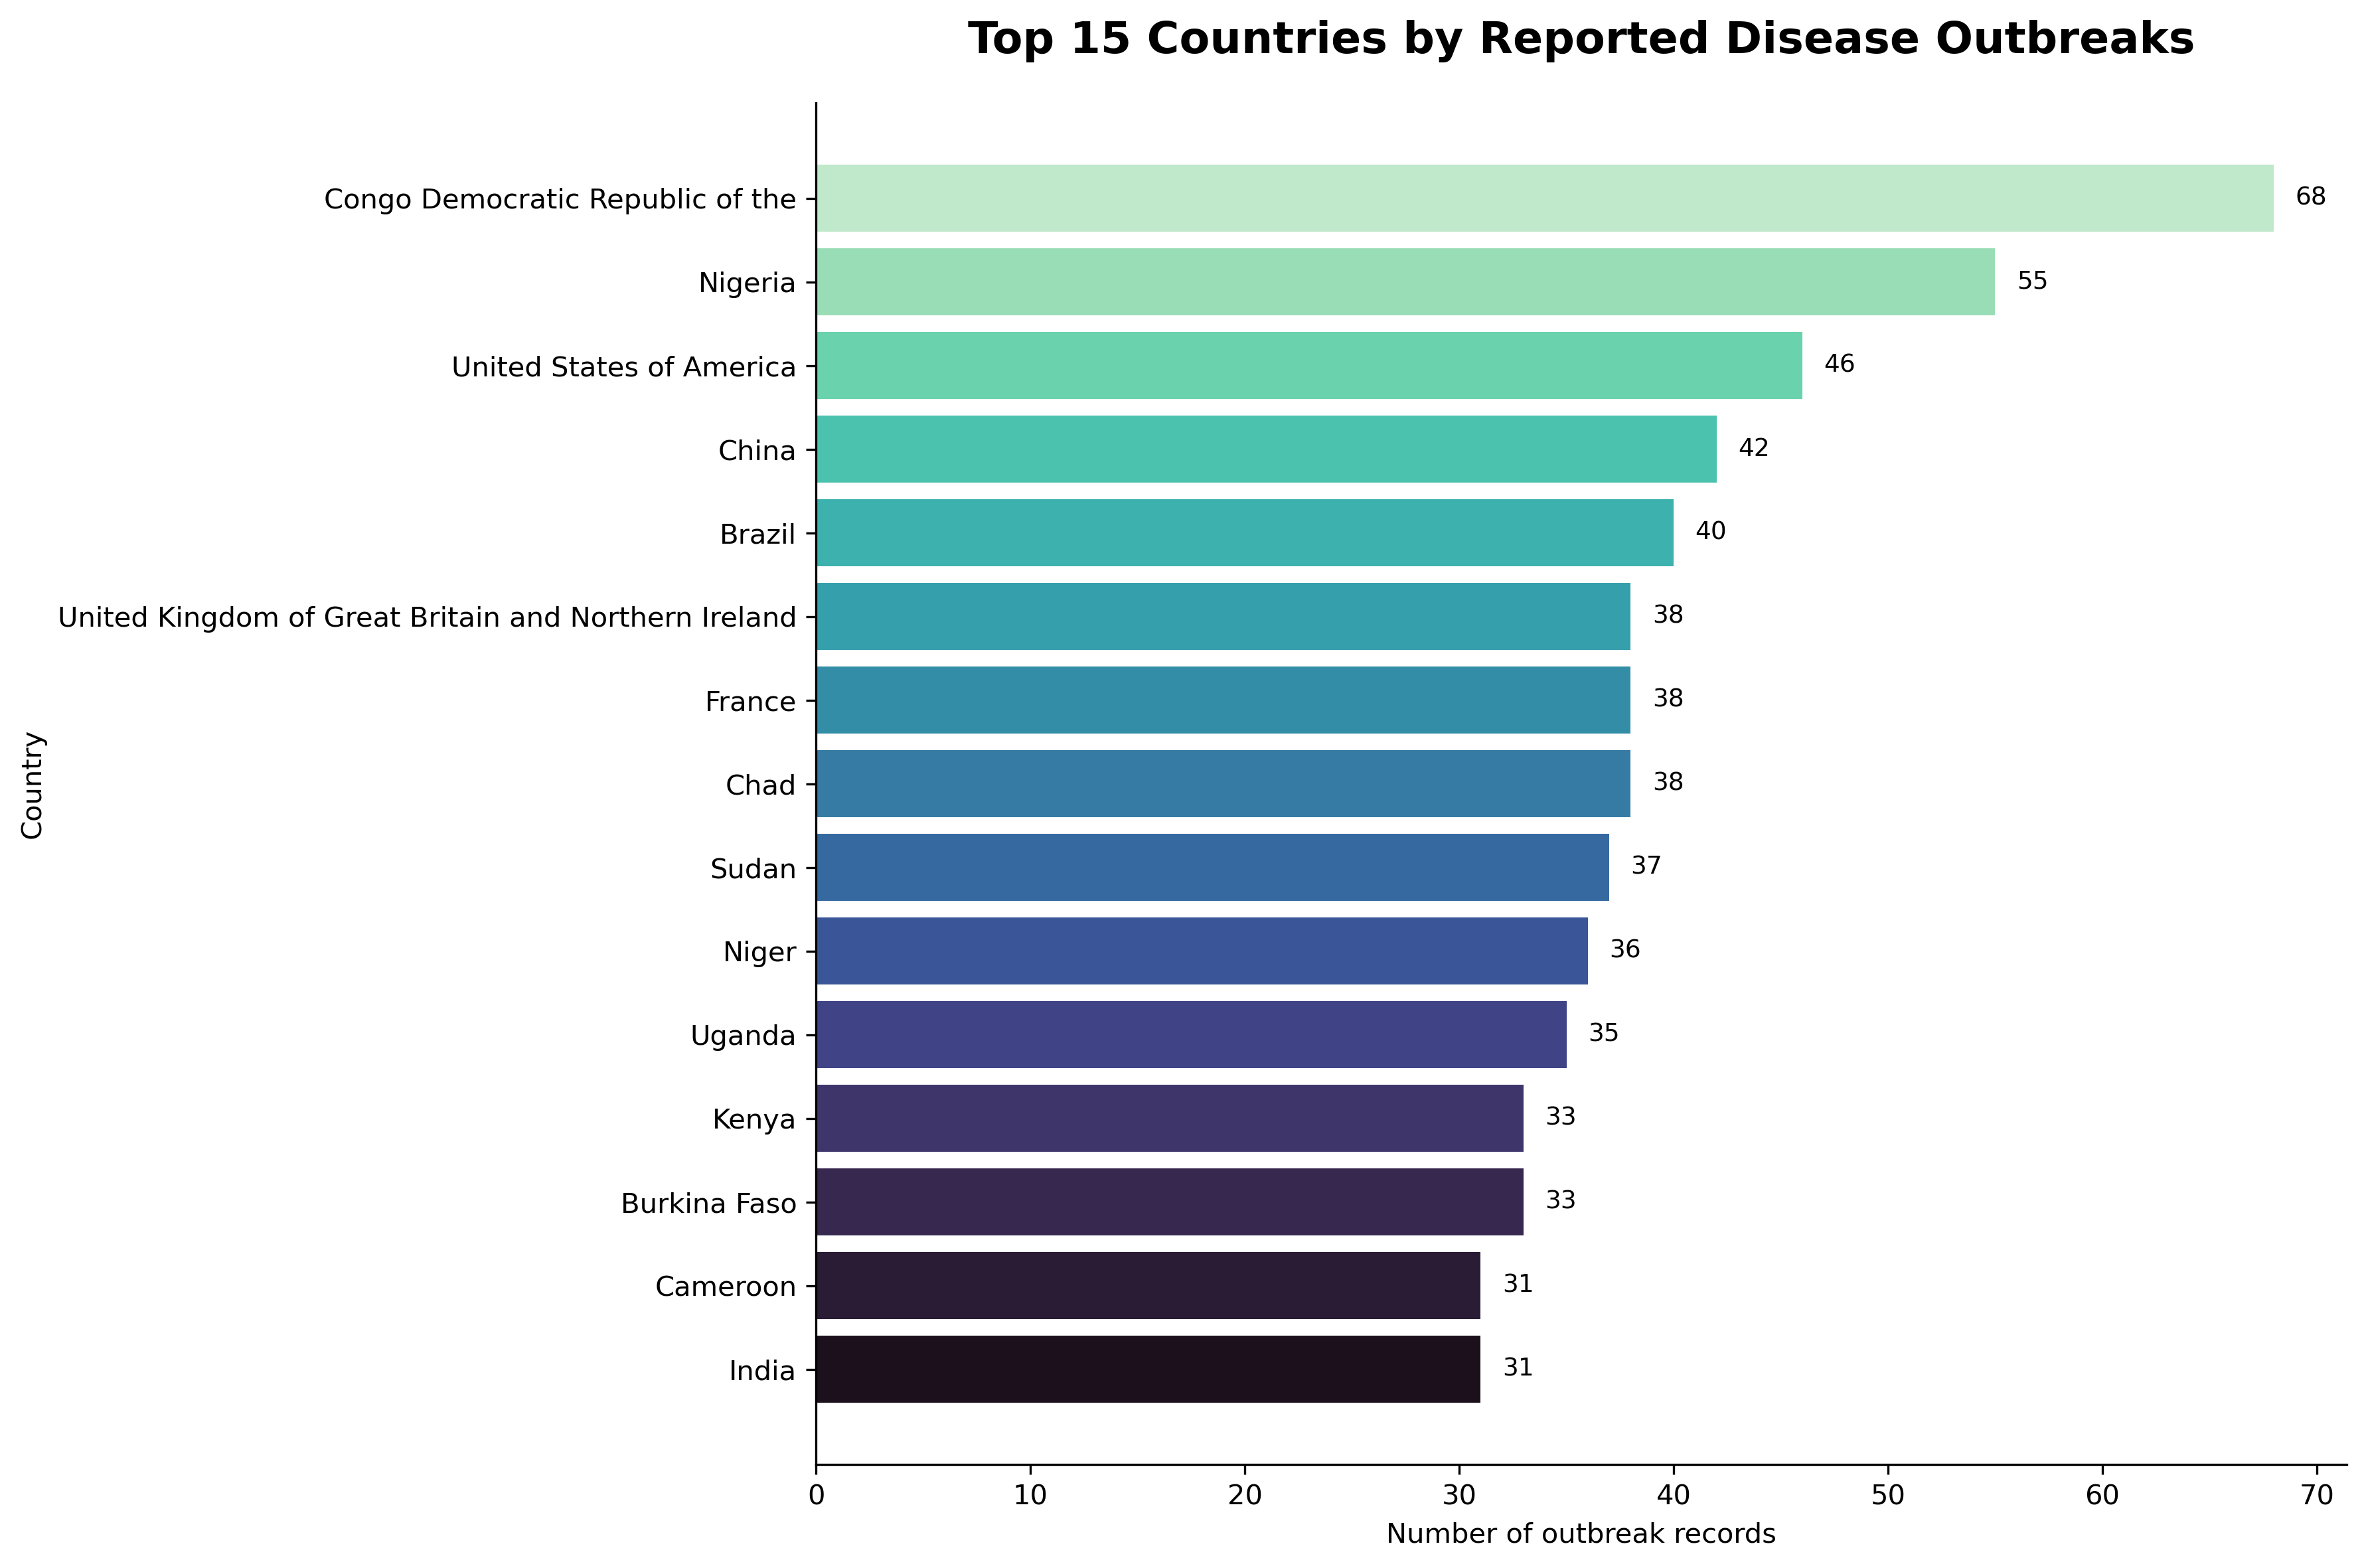 Top 15 Countries by Reported Disease Outbreaks
Congo Democratic Republic of the 68
Nigeria 55
United States of America 46
China 42
Brazil 40
United Kingdom of Great Britain and Northern Ireland 38
France 38
Chad 38
Sudan 37
Niger 36
Uganda 35
Kenya 33
Burkina Faso 33
Cameroon 31
India 31
Country
0 10 20 30 40 50 60 70
Number of outbreak records